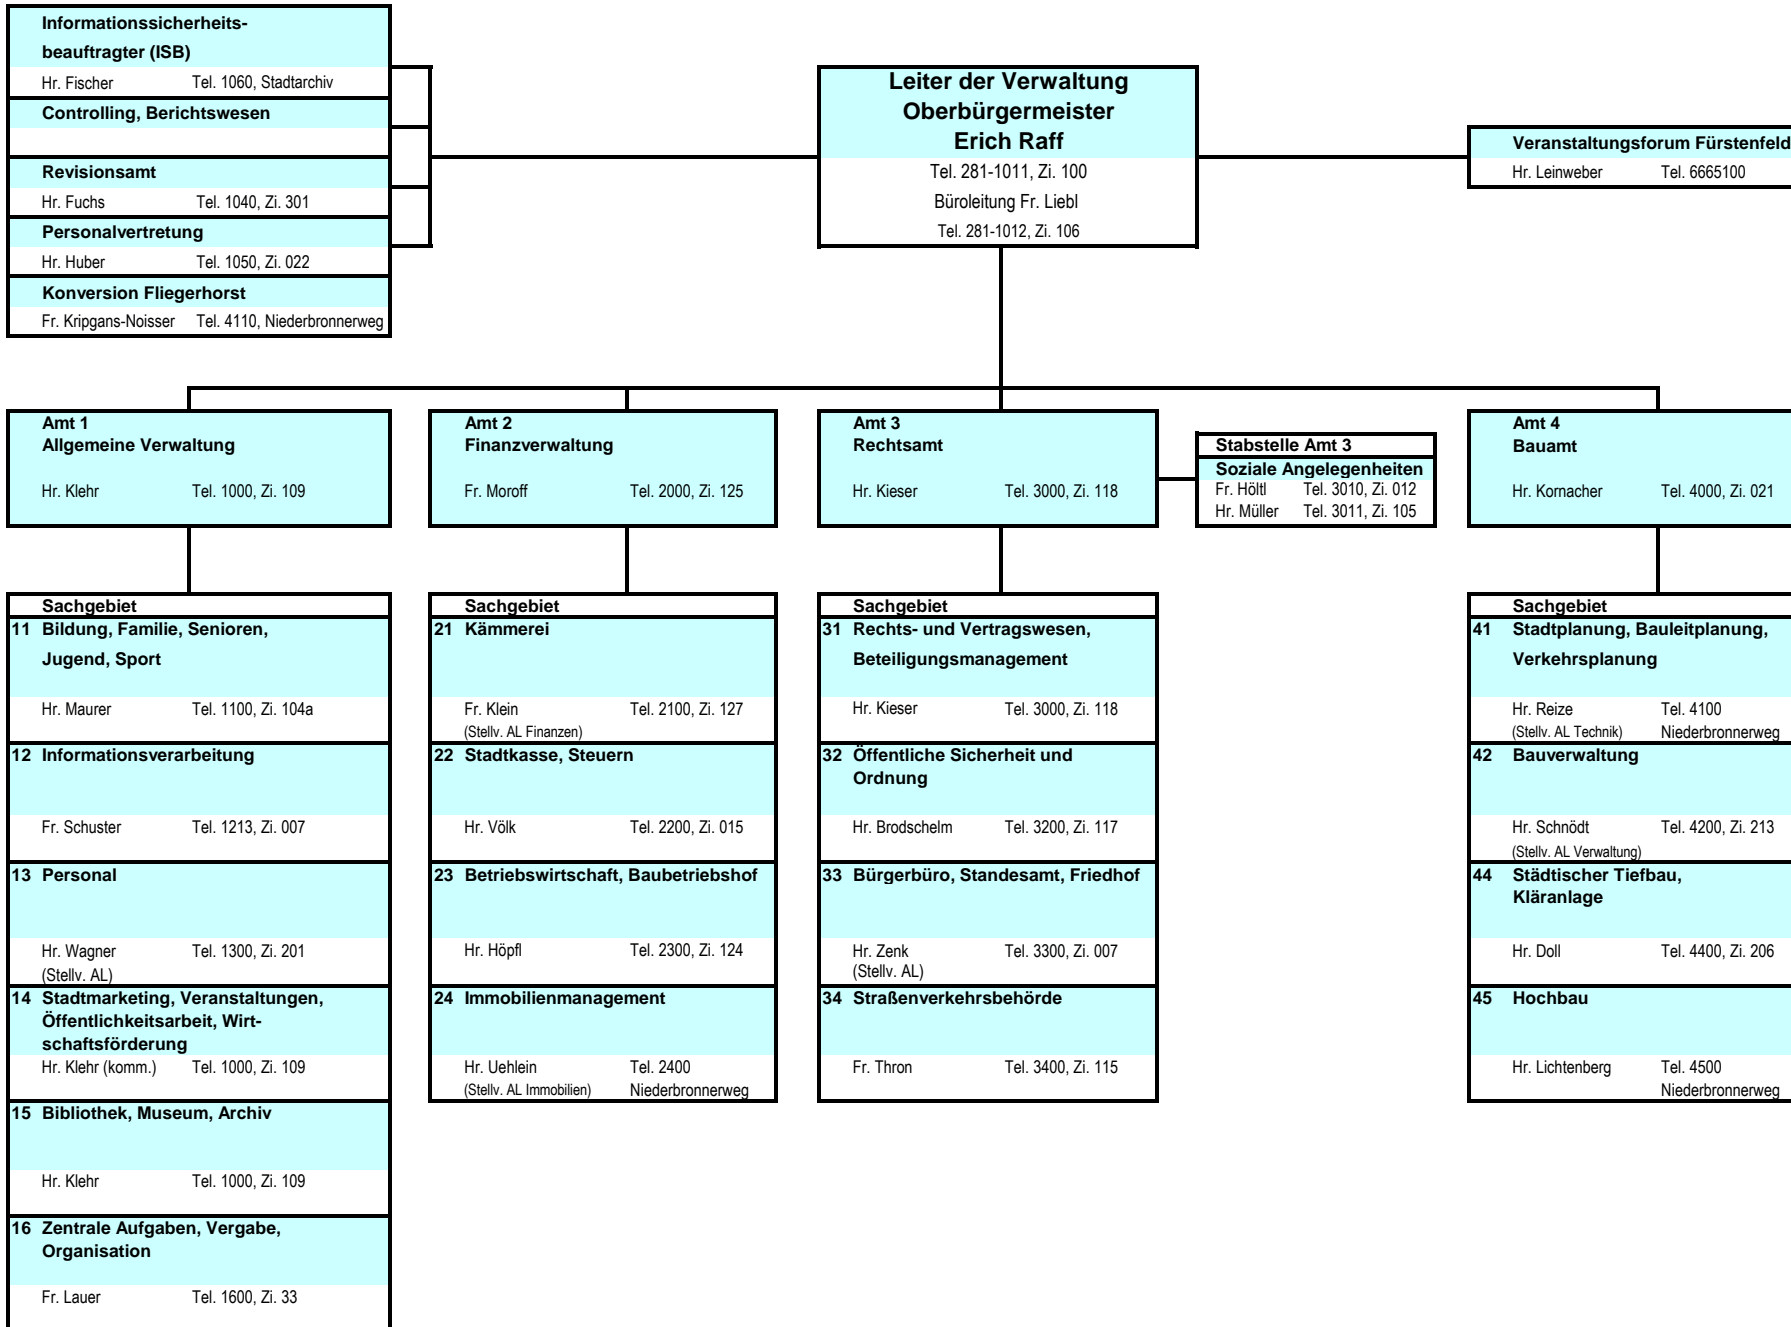 Informationssicherheits-
beauftragter (ISB)
Hr. Fischer Tel. 1060, Stadtarchiv
Controlling, Berichtswesen
Revisionsamt
Hr. Fuchs Tel. 1040, Zi. 301
Personalvertretung
Hr. Huber Tel. 1050, Zi. 022
Konversion Fliegerhorst
Fr. Kripgans-Noisser Tel. 4110, Niederbronnerweg
Leiter der Verwaltung
Oberbürgermeister
Erich Raff
Tel. 281-1011, Zi. 100
Büroleitung Fr. Liebl
Tel. 281-1012, Zi. 106
Veranstaltungsforum Fürstenfeld
Hr. Leinweber Tel. 6665100
Amt 1
Allgemeine Verwaltung
Hr. Klehr Tel. 1000, Zi. 109
Amt 2
Finanzverwaltung
Fr. Moroff Tel. 2000, Zi. 125
Amt 3
Rechtsamt
Hr. Kieser Tel. 3000, Zi. 118
Stabstelle Amt 3
Soziale Angelegenheiten
Fr. Höltl Tel. 3010, Zi. 012
Hr. Müller Tel. 3011, Zi. 105
Amt 4
Bauamt
Hr. Kornacher Tel. 4000, Zi. 021
Sachgebiet
11 Bildung, Familie, Senioren,
Jugend, Sport
Hr. Maurer Tel. 1100, Zi. 104a
12 Informationsverarbeitung
Fr. Schuster Tel. 1213, Zi. 007
13 Personal
Hr. Wagner Tel. 1300, Zi. 201
(Stellv. AL)
14 Stadtmarketing, Veranstaltungen,
Öffentlichkeitsarbeit, Wirt-
schaftsförderung
Hr. Klehr (komm.) Tel. 1000, Zi. 109
15 Bibliothek, Museum, Archiv
Hr. Klehr Tel. 1000, Zi. 109
16 Zentrale Aufgaben, Vergabe,
Organisation
Fr. Lauer Tel. 1600, Zi. 33
Sachgebiet
21 Kämmerei
Fr. Klein Tel. 2100, Zi. 127
(Stellv. AL Finanzen)
22 Stadtkasse, Steuern
Hr. Völk Tel. 2200, Zi. 015
23 Betriebswirtschaft, Baubetriebshof
Hr. Höpfl Tel. 2300, Zi. 124
24 Immobilienmanagement
Hr. Uehlein Tel. 2400
(Stellv. AL Immobilien) Niederbronnerweg
Sachgebiet
31 Rechts- und Vertragswesen,
Beteiligungsmanagement
Hr. Kieser Tel. 3000, Zi. 118
32 Öffentliche Sicherheit und
Ordnung
Hr. Brodschelm Tel. 3200, Zi. 117
33 Bürgerbüro, Standesamt, Friedhof
Hr. Zenk Tel. 3300, Zi. 007
(Stellv. AL)
34 Straßenverkehrsbehörde
Fr. Thron Tel. 3400, Zi. 115
Sachgebiet
41 Stadtplanung, Bauleitplanung,
Verkehrsplanung
Hr. Reize Tel. 4100
(Stellv. AL Technik) Niederbronnerweg
42 Bauverwaltung
Hr. Schnödt Tel. 4200, Zi. 213
(Stellv. AL Verwaltung)
44 Städtischer Tiefbau,
Kläranlage
Hr. Doll Tel. 4400, Zi. 206
45 Hochbau
Hr. Lichtenberg Tel. 4500
Niederbronnerweg